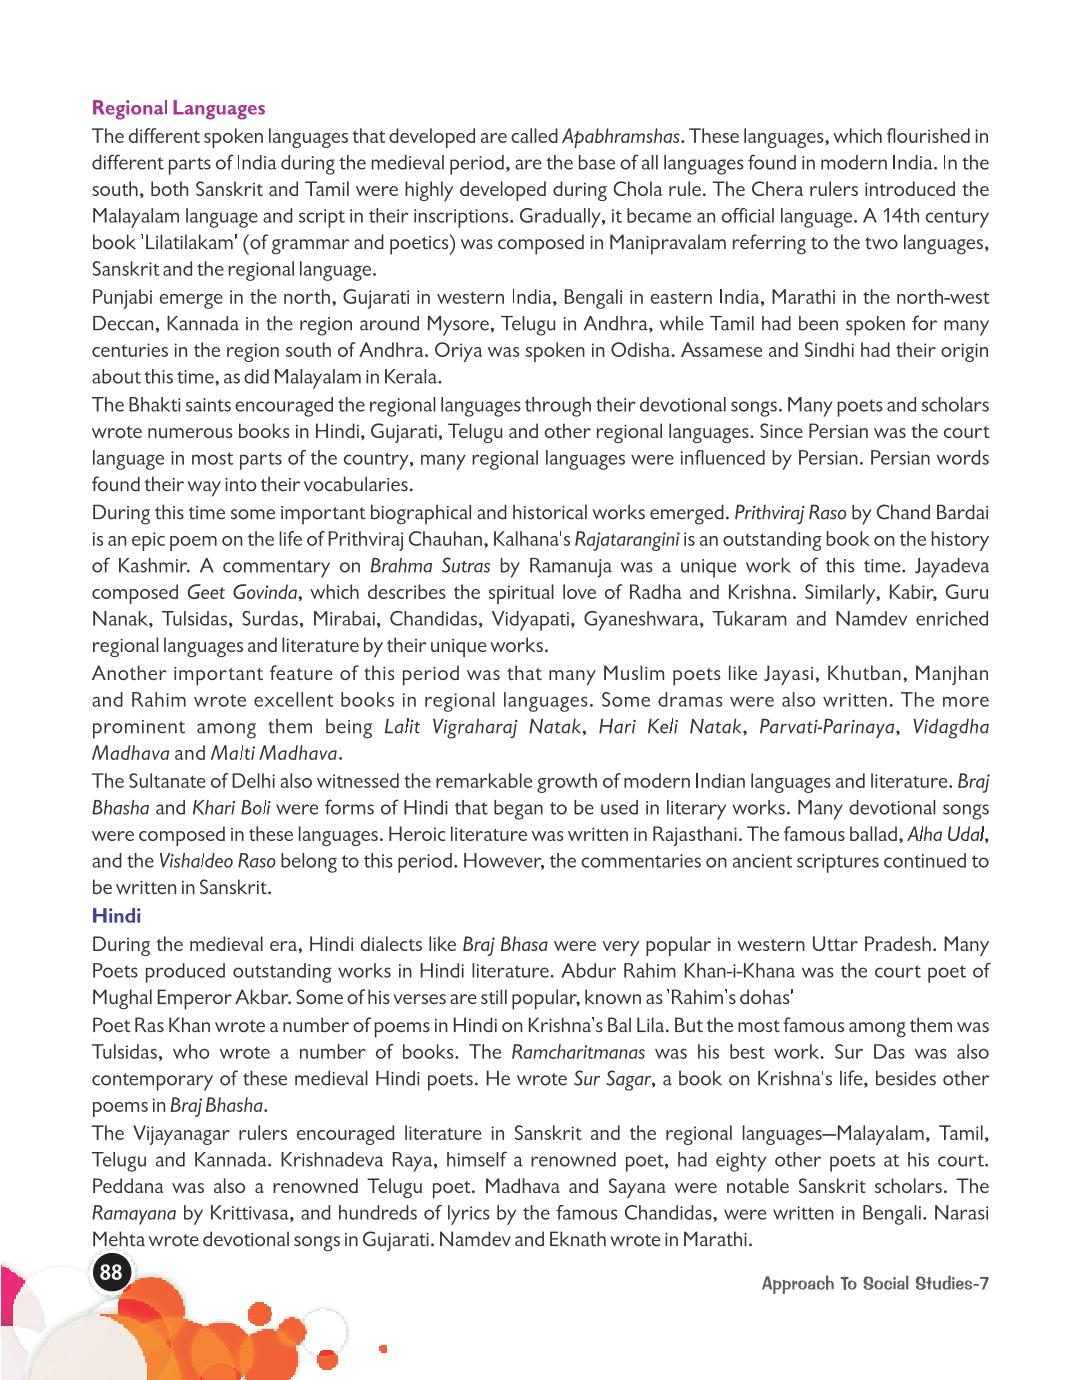 Regional Languages
The different spoken languages that developed are called Apabhramshas. These languages, which flourished in
different parts of India during the medieval period, are the base of all languages found in modern India. In the
south, both Sanskrit and Tamil were highly developed during Chola rule. The Chera rulers introduced the
Malayalam language and script in their inscriptions. Gradually, it became an official language. A 14th century
book 'Lilatilakam' (of grammar and poetics) was composed in Manipravalam referring to the two languages,
Sanskrit and the regional language.
Punjabi emerge in the north, Gujarati in western India, Bengali in eastern India, Marathi in the north-west
Deccan, Kannada in the region around Mysore, Telugu in Andhra, while Tamil had been spoken for many
centuries in the region south of Andhra. Oriya was spoken in Odisha. Assamese and Sindhi had their origin
about this time, as did Malayalam in Kerala.
The Bhakti saints encouraged the regional languages through their devotional songs. Many poets and scholars
wrote numerous books in Hindi, Gujarati, Telugu and other regional languages. Since Persian was the court
language in most parts of the country, many regional languages were influenced by Persian. Persian words
found their way into their vocabularies.
During this time some important biographical and historical works emerged. Prithviraj Raso by Chand Bardai
is an epic poem on the life of Prithviraj Chauhan, Kalhana's Rajatarangini is an outstanding book on the history
of Kashmir. A commentary on Brahma Sutras by Ramanuja was a unique work of this time. Jayadeva
composed Geet Govinda, which describes the spiritual love of Radha and Krishna. Similarly, Kabir, Guru
Nanak, Tulsidas, Surdas, Mirabai, Chandidas, Vidyapati, Gyaneshwara, Tukaram and Namdev enriched
regional languages and literature by their unique works.
Another important feature of this period was that many Muslim poets like Jayasi, Khutban, Manjhan
and Rahim wrote excellent books in regional languages. Some dramas were also written. The more
prominent among them being Lalit Vigraharaj Natak, Hari Keli Natak, Parvati-Parinaya, Vidagdha
Madhava and Malti Madhava.
The Sultanate of Delhi also witnessed the remarkable growth of modern Indian languages and literature. Braj
Bhasha and Khari Boli were forms of Hindi that began to be used in literary works. Many devotional songs
were composed in these languages. Heroic literature was written in Rajasthani. The famous ballad, Alha Udal,
and the Vishaldeo Raso belong to this period. However, the commentaries on ancient scriptures continued to
be written in Sanskrit.
Hindi
During the medieval era, Hindi dialects like Braj Bhasa were very popular in western Uttar Pradesh. Many
Poets produced outstanding works in Hindi literature. Abdur Rahim Khan-i-Khana was the court poet of
Mughal Emperor Akbar. Some of his verses are still popular, known as 'Rahim's dohas'
Poet Ras Khan wrote a number of poems in Hindi on Krishna's Bal Lila. But the most famous among them was
Tulsidas, who wrote a number of books. The Ramcharitmanas was his best work. Sur Das was also
contemporary of these medieval Hindi poets. He wrote Sur Sagar, a book on Krishna's life, besides other
poems in Braj Bhasha.
The Vijayanagar rulers encouraged literature in Sanskrit and the regional languages—Malayalam, Tamil,
Telugu and Kannada. Krishnadeva Raya, himself a renowned poet, had eighty other poets at his court.
Peddana was also a renowned Telugu poet. Madhava and Sayana were notable Sanskrit scholars. The
Ramayana by Krittivasa, and hundreds of lyrics by the famous Chandidas, were written in Bengali. Narasi
Mehta wrote devotional songs in Gujarati. Namdev and Eknath wrote in Marathi.
88
Approach To Social Studies-7